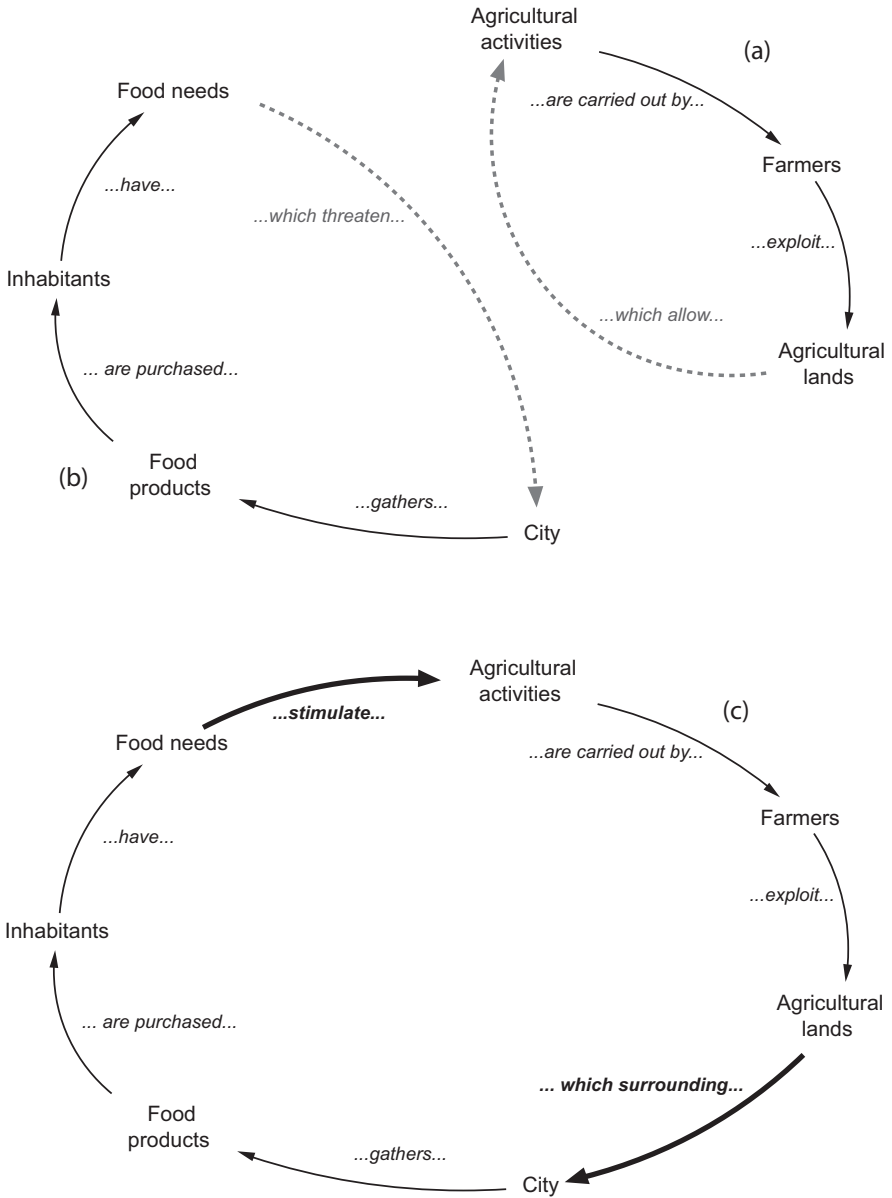 Agricultural
activities
(a)
Food needs
...are carried out by...
Farmers
...have...
...which threaten...
...exploit...
Inhabitants
...which allow...
Agricultural
lands
... are purchased...
(b)
Food
products
...gathers...
City
Agricultural
activities
...stimulate...
(c)
Food needs
...are carried out by...
Farmers
...have...
...exploit...
Inhabitants
Agricultural
lands
... are purchased...
... which surrounding...
Food
products
...gathers...
City